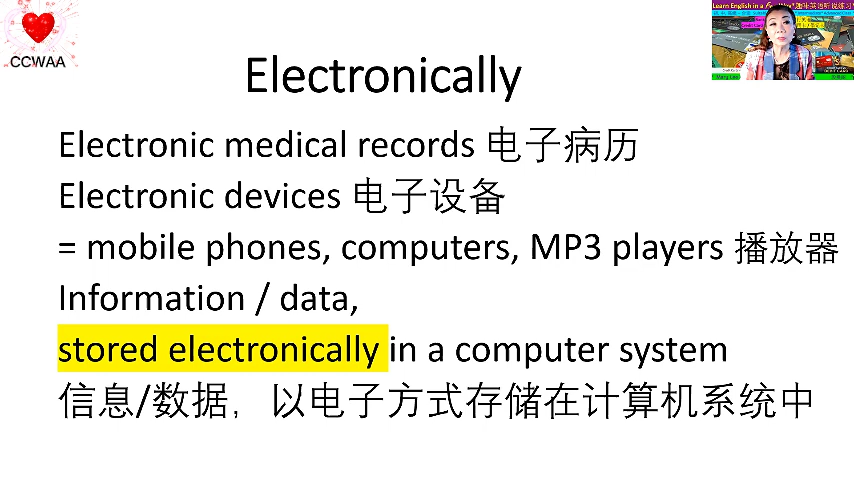 CCWAA
Learn English in a
Electronically
Electronic medical records 电子病历
Electronic devices 电子设备
= mobile phones, computers, MP3 players 播放器
Information / data,
stored electronically in a computer system
信息/数据，以电子方式存储在计算机系统中